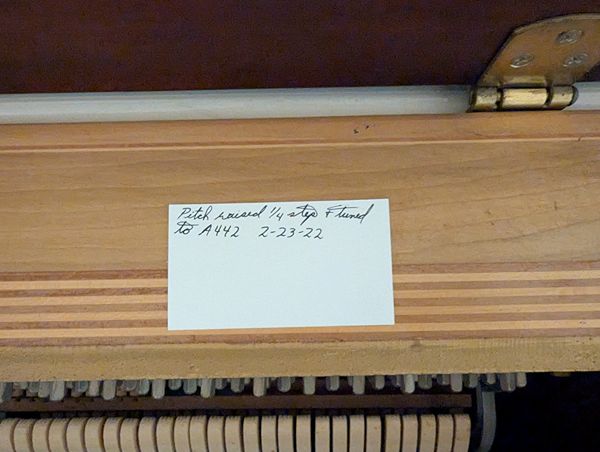 Pitch raised 1/4 step & tuned
to A442 2-23-22